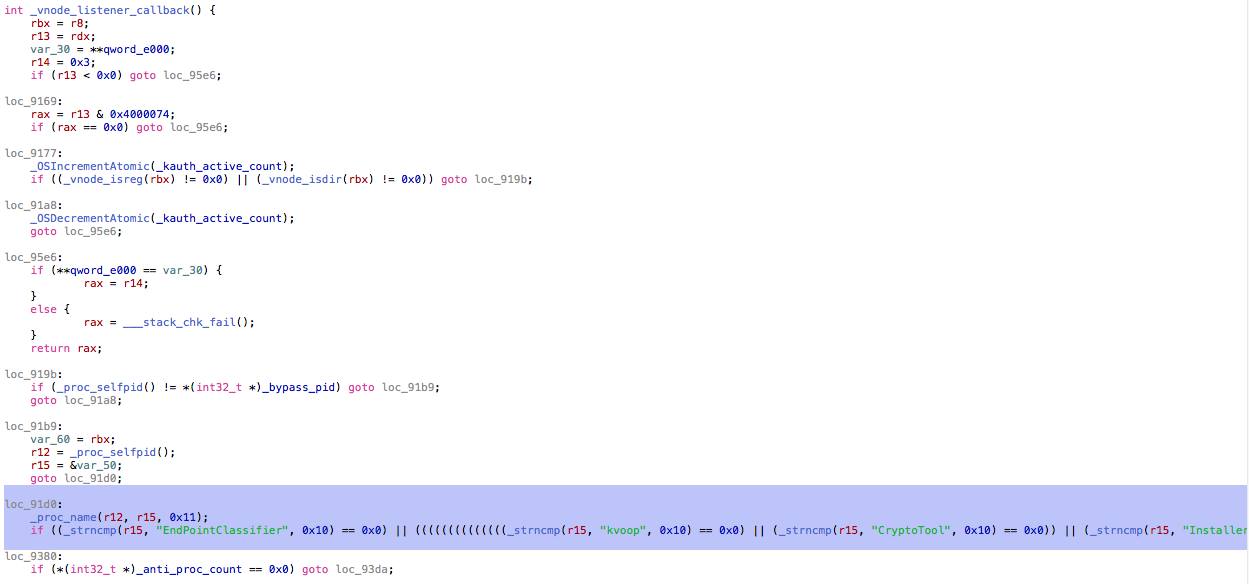 int _vnode_listener_callback() {
    rbx = r8;
    r13 = rdx;
    var_30 = **qword_e000;
    r14 = 0x3;
    if (r13 < 0x0) goto loc_95e6;
loc_9169:
    rax = r13 & 0x4000074;
    if (rax == 0x0) goto loc_95e6;
loc_9177:
    _OSIncrementAtomic(_kauth_active_count);
    if ((_vnode_isreg(rbx) != 0x0) || (_vnode_isdir(rbx) != 0x0)) goto loc_919b;
loc_91a8:
    _OSDecrementAtomic(_kauth_active_count);
    goto loc_95e6;
loc_95e6:
    if (**qword_e000 == var_30) {
            rax = r14;
    }
    else {
            rax = ___stack_chk_fail();
    }
    return rax;
loc_919b:
    if (_proc_selfpid() != *(int32_t *)_bypass_pid) goto loc_91b9;
    goto loc_91a8;
loc_91b9:
    var_60 = rbx;
    r12 = _proc_selfpid();
    r15 = &var_50;
    goto loc_91d0;
loc_91d0:
    _proc_name(r12, r15, 0x11);
    if ((_strncmp(r15, "EndPointClassifier", 0x10) == 0x0) || ((((((((((((((_strncmp(r15, "kvoop", 0x10) == 0x0) || (_strncmp(r15, "CryptoTool", 0x10) == 0x0)) || (_strncmp(r15, "Installer
loc_9380:
    if (*(int32_t *)_anti_proc_count == 0x0) goto loc_93da;